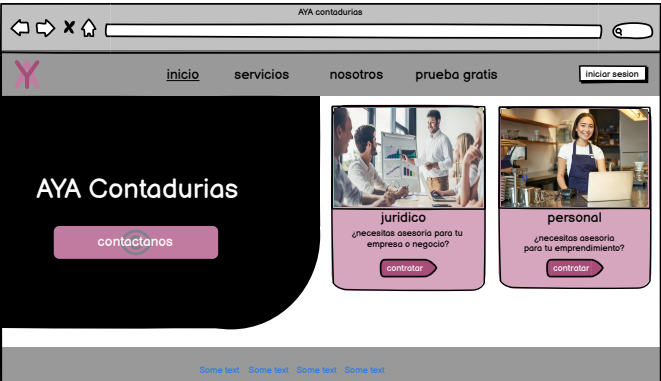 AYA contadurias
inicio servicios nosotros prueba gratis iniciar sesion
AYA Contadurias
contactanos
juridico
¿necesitas asesoria para tu
empresa o negocio?
contratar
personal
¿necesitas asesoria
para tu emprendimiento?
contratar
Some text Some text Some text Some text